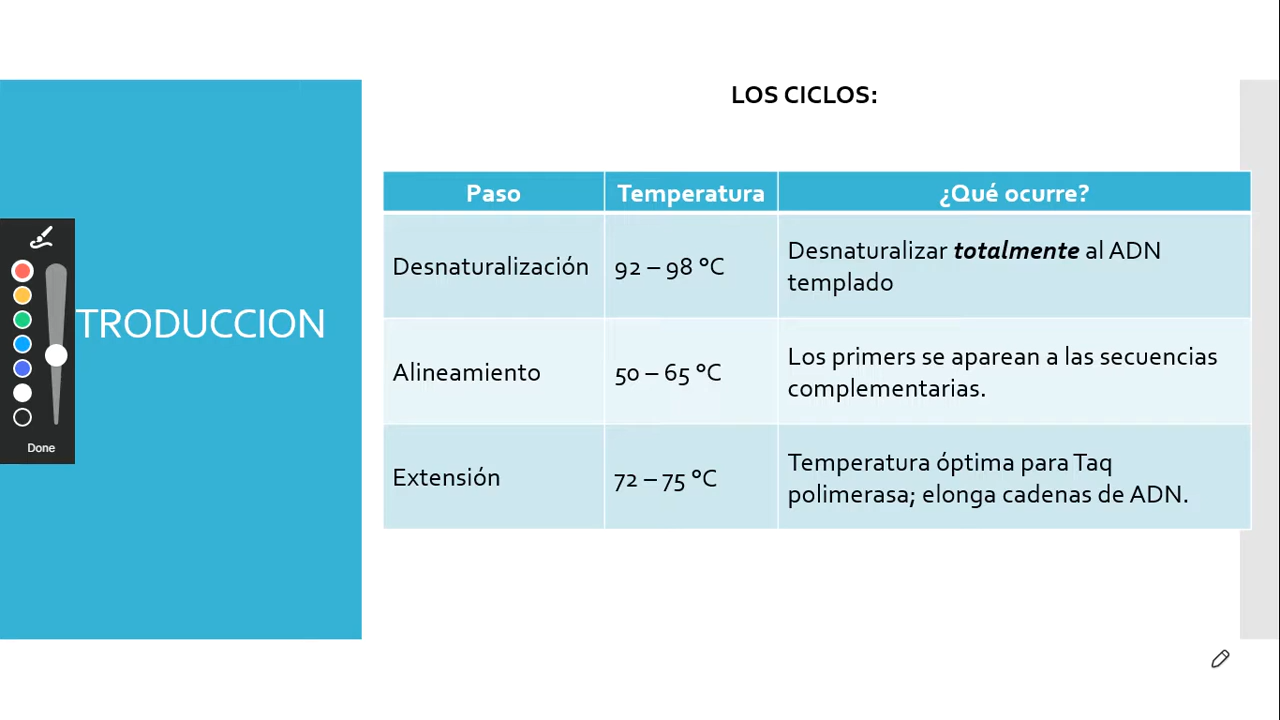 LOS CICLOS:
Paso Temperatura ¿Qué ocurre?
Desnaturalización 92 – 98 °C Desnaturalizar totalmente al ADN
templado
Alineamiento 50 – 65 °C Los primers se aparean a las secuencias
complementarias.
Extensión 72 – 75 °C Temperatura óptima para Taq
polimerasa; elonga cadenas de ADN.
TRODUCCION
Done